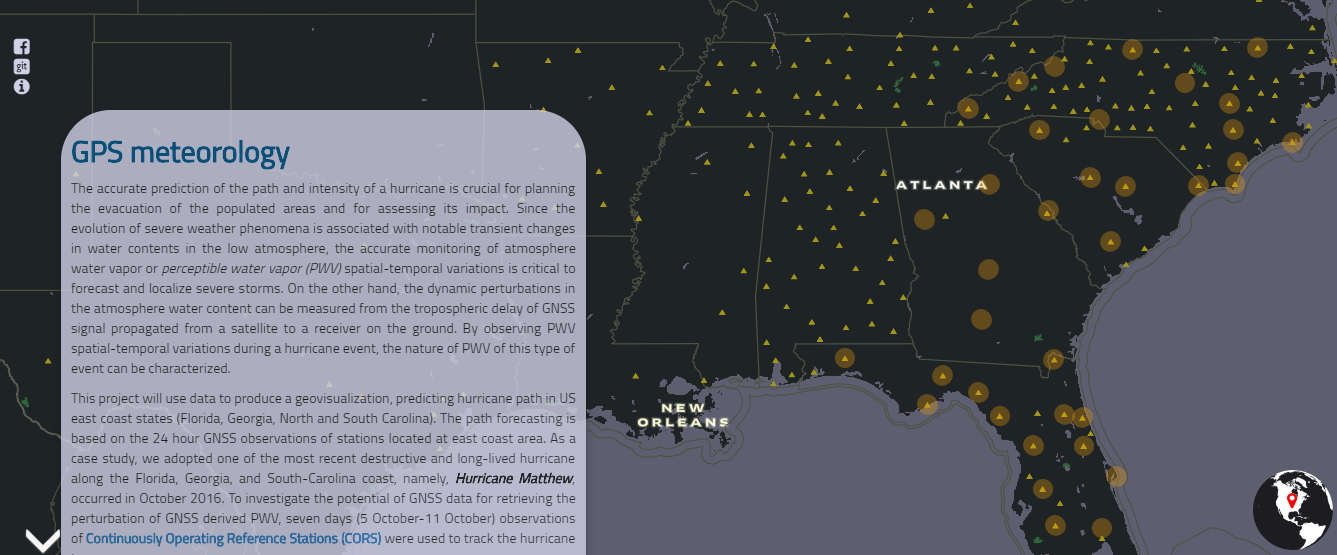 git
GPS meteorology
The accurate prediction of the path and intensity of a hurricane is crucial for planning
the evacuation of the populated areas and for assessing its impact. Since the
evolution of severe weather phenomena is associated with notable transient changes
in water contents in the low atmosphere, the accurate monitoring of atmosphere
water vapor or perceptible water vapor (PWV) spatial-temporal variations is critical to
forecast and localize severe storms. On the other hand, the dynamic perturbations in
the atmosphere water content can be measured from the tropospheric delay of GNSS
signal propagated from a satellite to a receiver on the ground. By observing PWV
spatial-temporal variations during a hurricane event, the nature of PWV of this type of
event can be characterized.
This project will use data to produce a geovisualization, predicting hurricane path in US
east coast states (Florida, Georgia, North and South Carolina). The path forecasting is
based on the 24 hour GNSS observations of stations located at east coast area. As a
case study, we adopted one of the most recent destructive and long-lived hurricane
along the Florida, Georgia, and South-Carolina coast, namely, Hurricane Matthew,
occurred in October 2016. To investigate the potential of GNSS data for retrieving the
perturbation of GNSS derived PWV, seven days (5 October-11 October) observations
of Continuously Operating Reference Stations (CORS) were used to track the hurricane
ATLANTA
NEW
ORLEANS